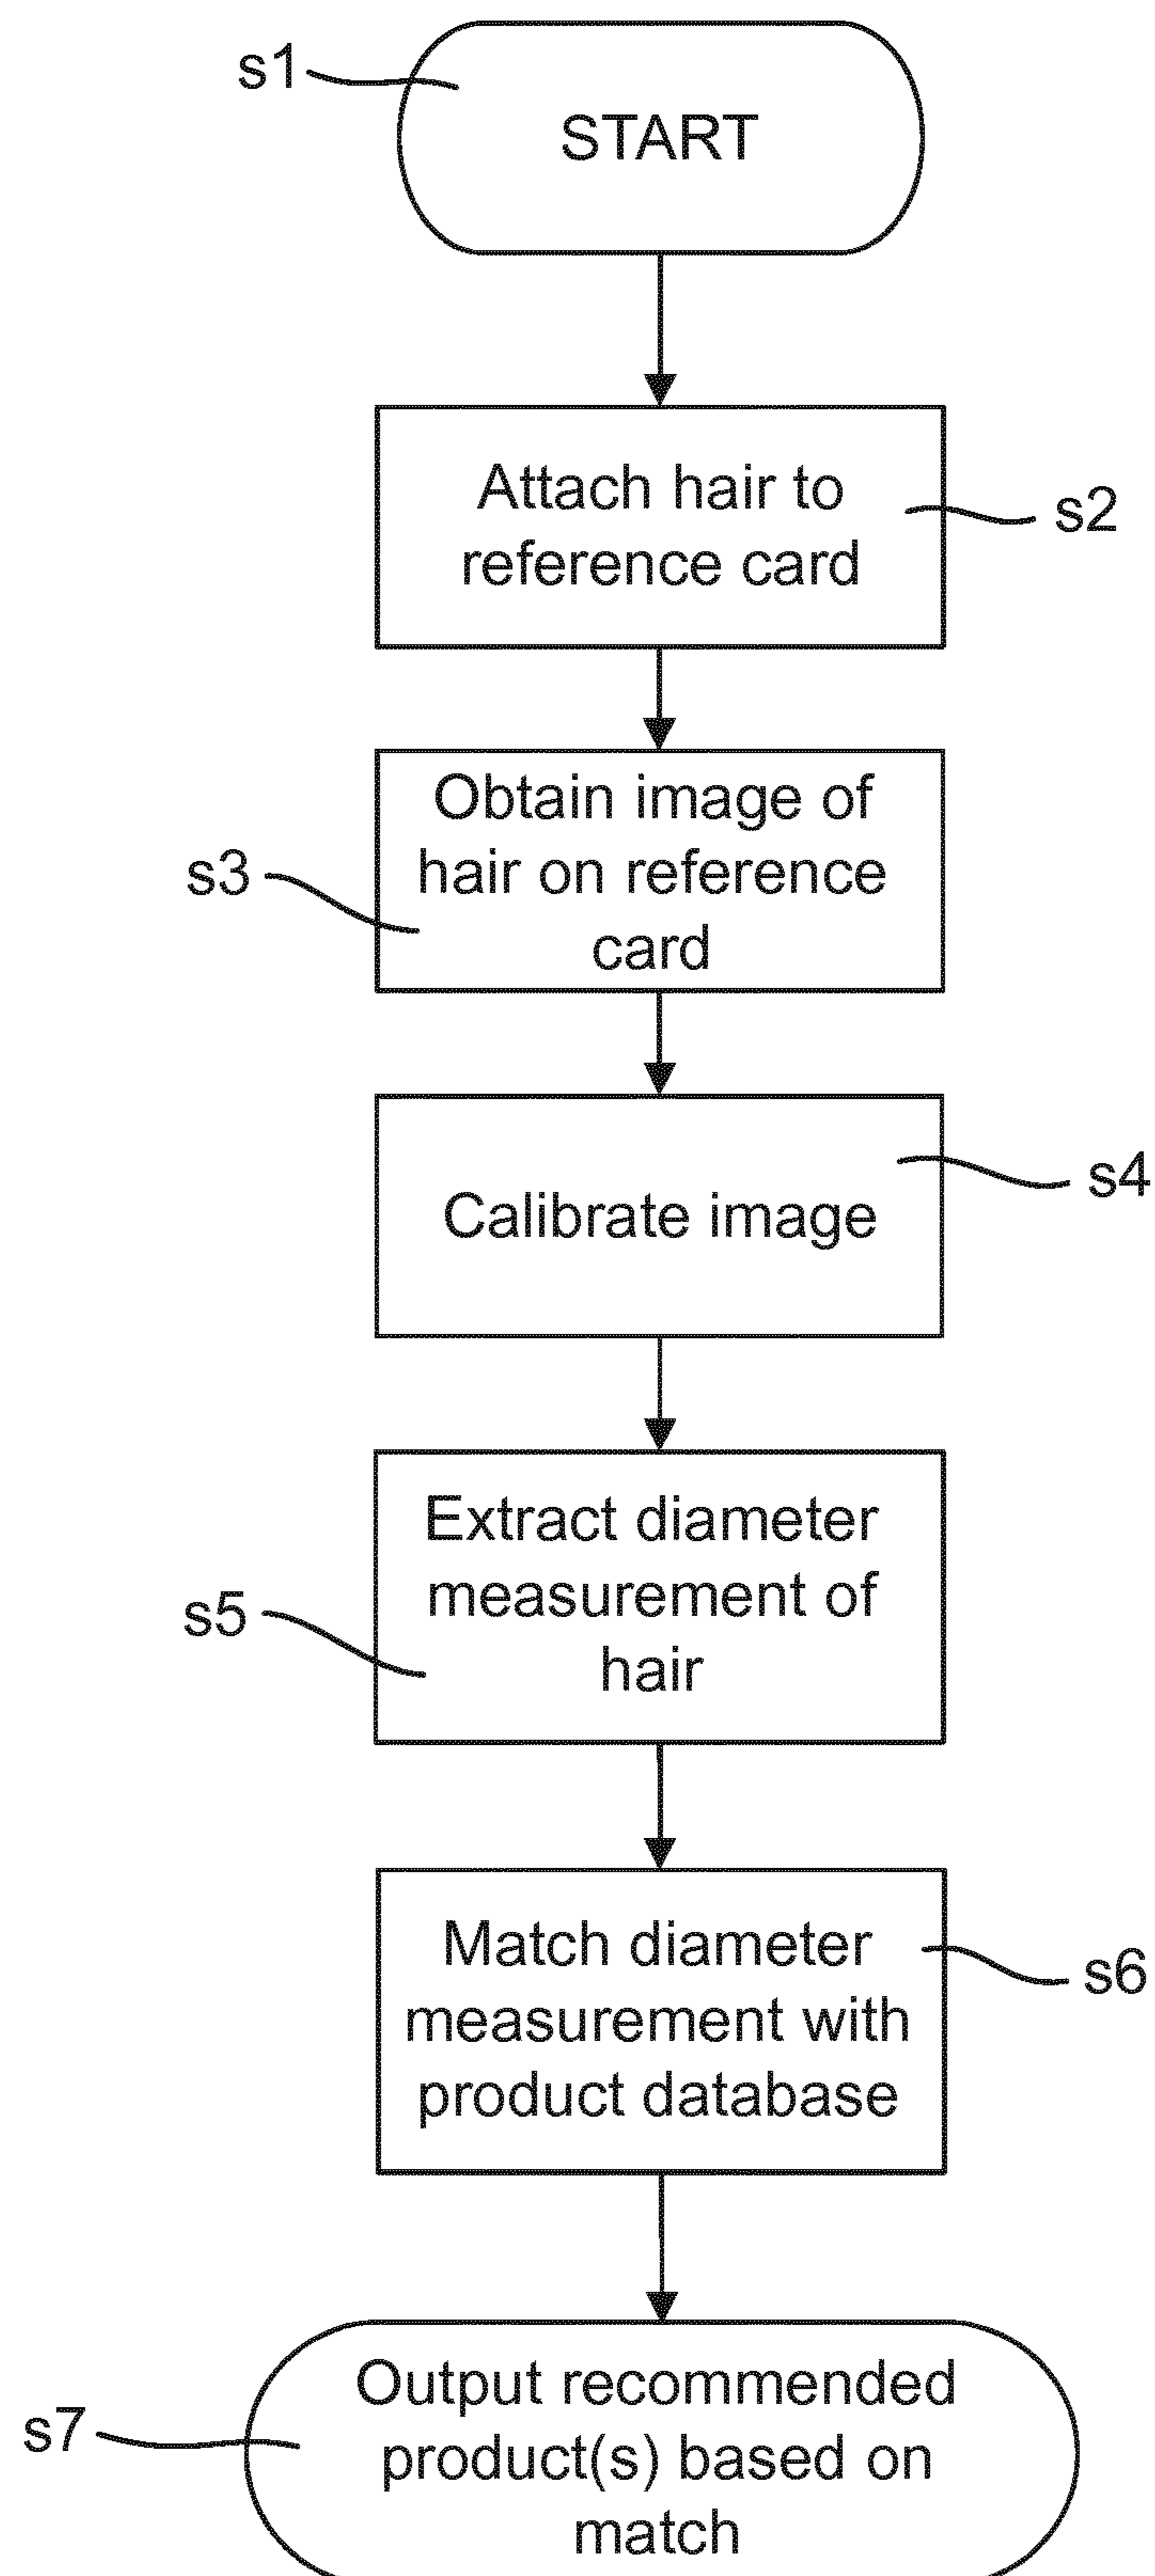 s1
START
Attach hair to
reference card
s2
Obtain image of
hair on reference
card
s3
Calibrate image
s4
Extract diameter
measurement of
hair
s5
Match diameter
measurement with
product database
s6
Output recommended
product(s) based on
match
s7